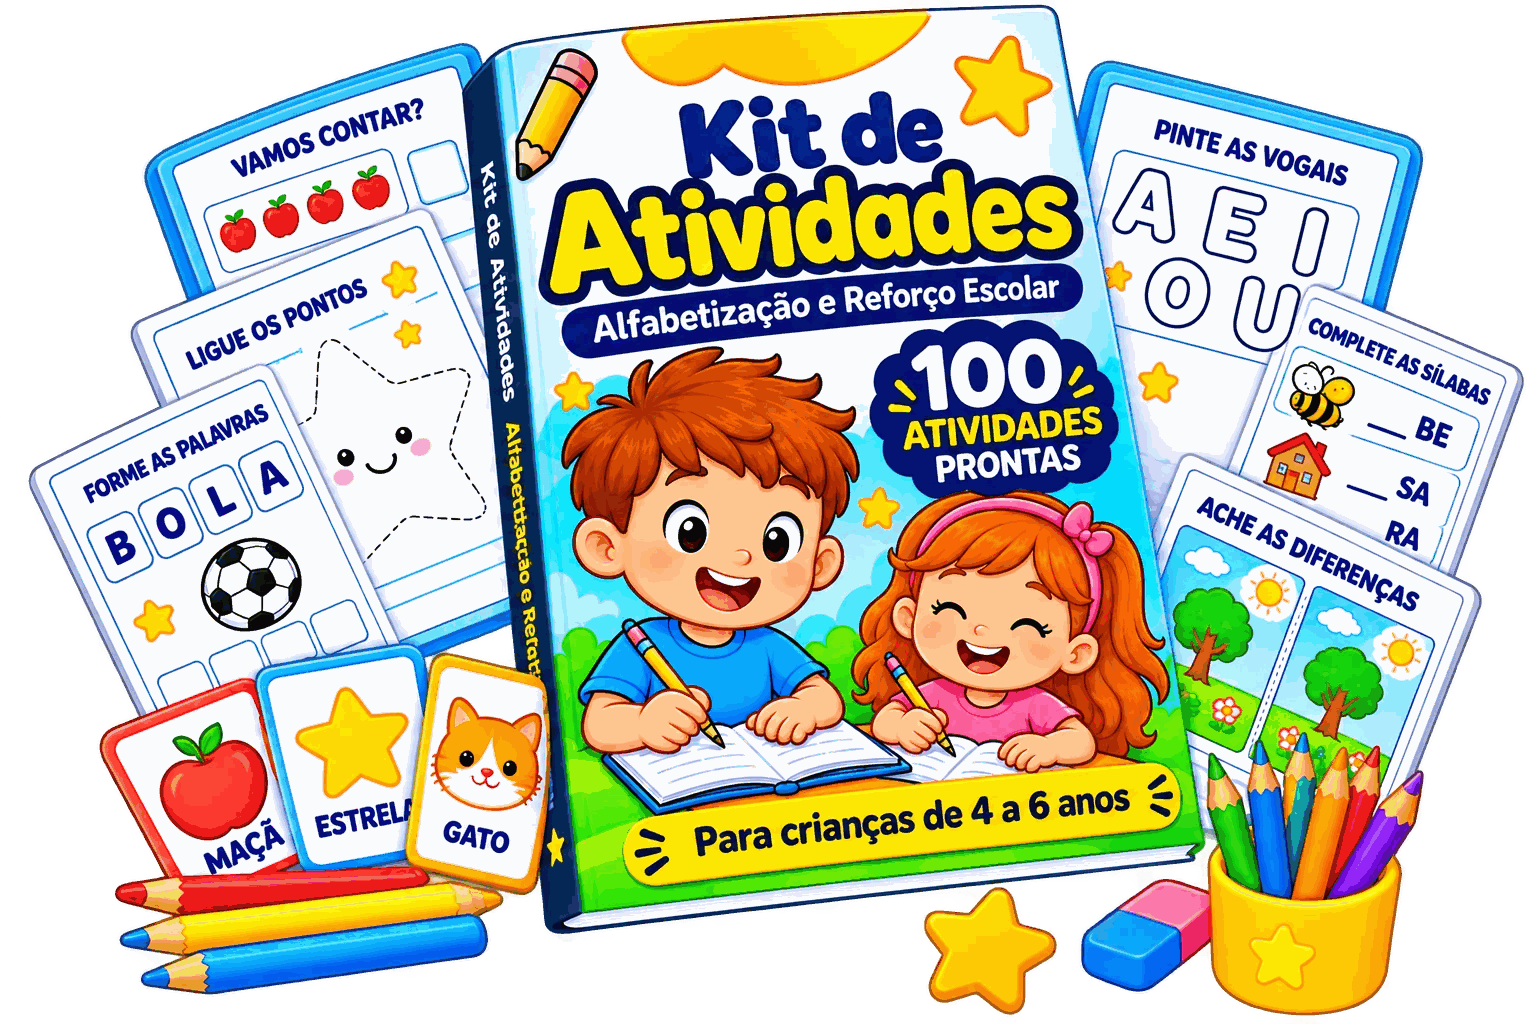 Kit de
Atividades
Alfabetização e Reforço Escolar
100
ATIVIDADES
PRONTAS
Para crianças de 4 a 6 anos
Kit de Atividades
VAMOS CONTAR?
LIGUE OS PONTOS
FORME AS PALAVRAS
B O L A
MAÇÃ
ESTRELA
GATO
PINTE AS VOGAIS
A E I
O U
COMPLETE AS SÍLABAS
__ BE
__ SA
RA
ACHE AS DIFERENÇAS